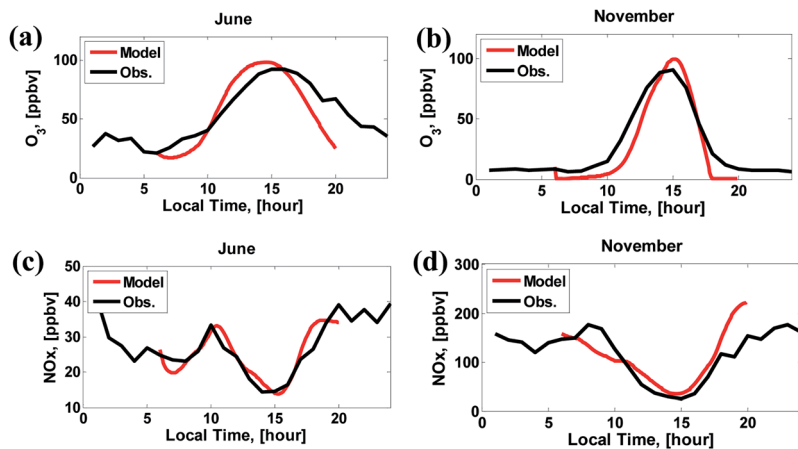 June
(a)
Model
Obs.
O3, [ppbv]
100
50
0
0 5 10 15 20
Local Time, [hour]
November
(b)
Model
Obs.
O3, [ppbv]
100
50
0
0 5 10 15 20
Local Time, [hour]
June
(c)
Model
Obs.
NOx, [ppbv]
50
40
30
20
10
0 5 10 15 20
Local Time, [hour]
November
(d)
Model
Obs.
NOx, [ppbv]
300
200
100
0
0 5 10 15 20
Local Time, [hour]